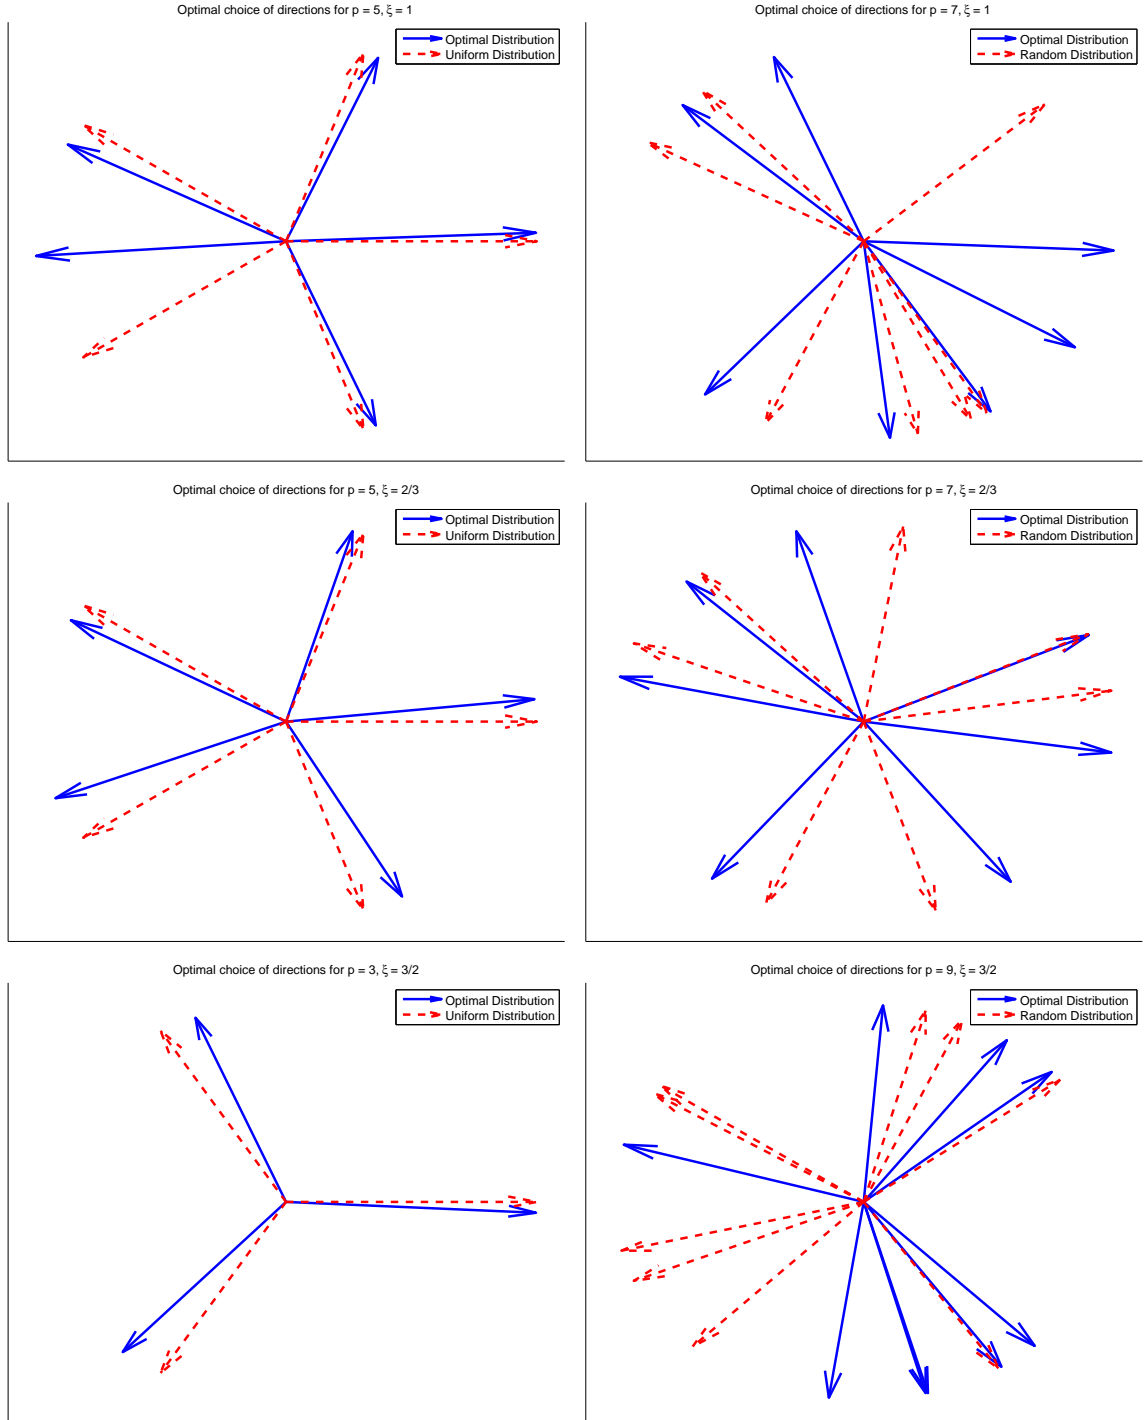 Optimal choice of directions for p = 5, ξ = 1
Optimal Distribution
Uniform Distribution
Optimal choice of directions for p = 7, ξ = 1
Optimal Distribution
Random Distribution
Optimal choice of directions for p = 5, ξ = 2/3
Optimal Distribution
Uniform Distribution
Optimal choice of directions for p = 7, ξ = 2/3
Optimal Distribution
Random Distribution
Optimal choice of directions for p = 3, ξ = 3/2
Optimal Distribution
Uniform Distribution
Optimal choice of directions for p = 9, ξ = 3/2
Optimal Distribution
Random Distribution